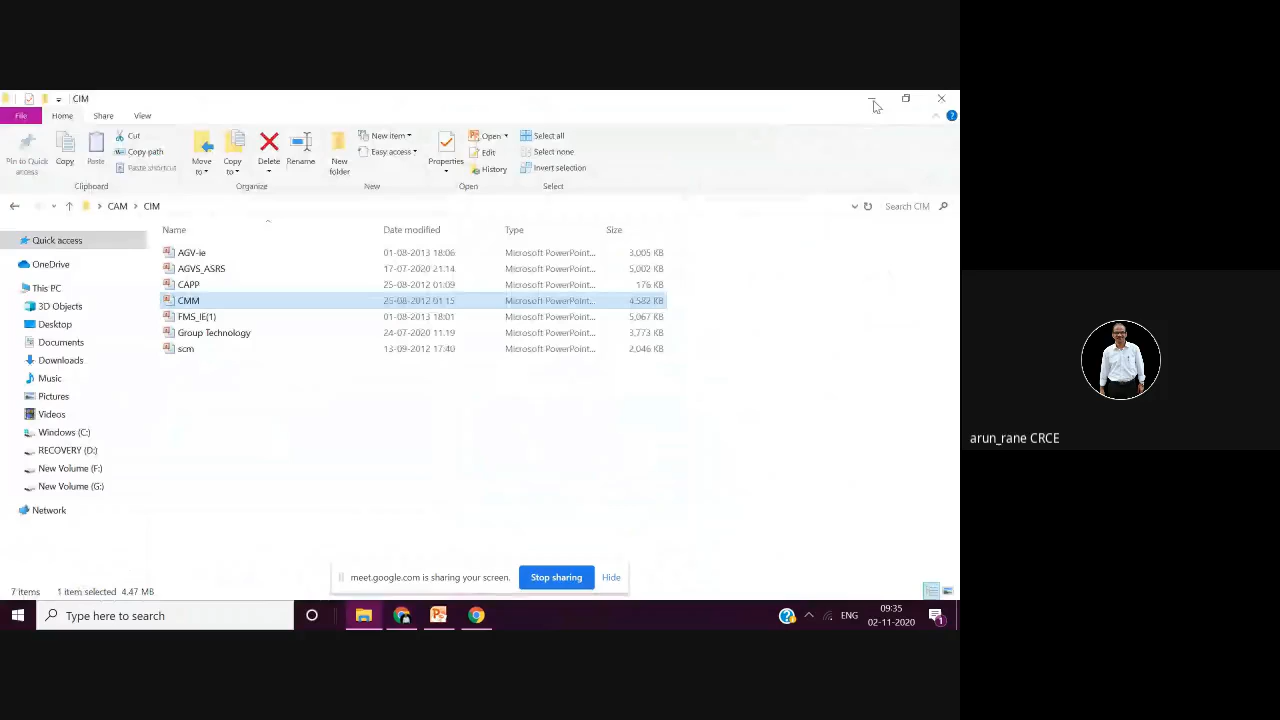 CIM
File Home Share View
Pin to Quick access
Copy
Paste
Cut
Copy path
Paste shortcut
Clipboard
Move to
Copy to
Delete
Rename
Organize
New folder
New item
Easy access
New
Properties
Open
Edit
History
Open
Select all
Select none
Invert selection
Select
CAM > CIM
Search CIM
Name Date modified Type Size
AGV-ie 01-08-2013 18:06 Microsoft PowerPoint... 3,005 KB
AGVS_ASRS 17-07-2020 21.14 Microsoft PowerPoint... 5,002 KB
CAPP 25-08-2012 01:09 Microsoft PowerPoint... 176 KB
CMM 25-08-2012 01:15 Microsoft PowerPoint... 4,582 KB
FMS_IE(1) 01-08-2013 18:01 Microsoft PowerPoint... 5,067 KB
Group Technology 24-07-2020 11.19 Microsoft PowerPoint... 3,773 KB
scm 13-09-2012 17:40 Microsoft PowerPoint... 2,046 KB
Quick access
OneDrive
This PC
3D Objects
Desktop
Documents
Downloads
Music
Pictures
Videos
Windows (C:)
RECOVERY (D:)
New Volume (F:)
New Volume (G:)
Network
meet.google.com is sharing your screen. Stop sharing Hide
7 items 1 item selected 4.47 MB
Type here to search
ENG
09:35
02-11-2020
1
arun_rane CRCE